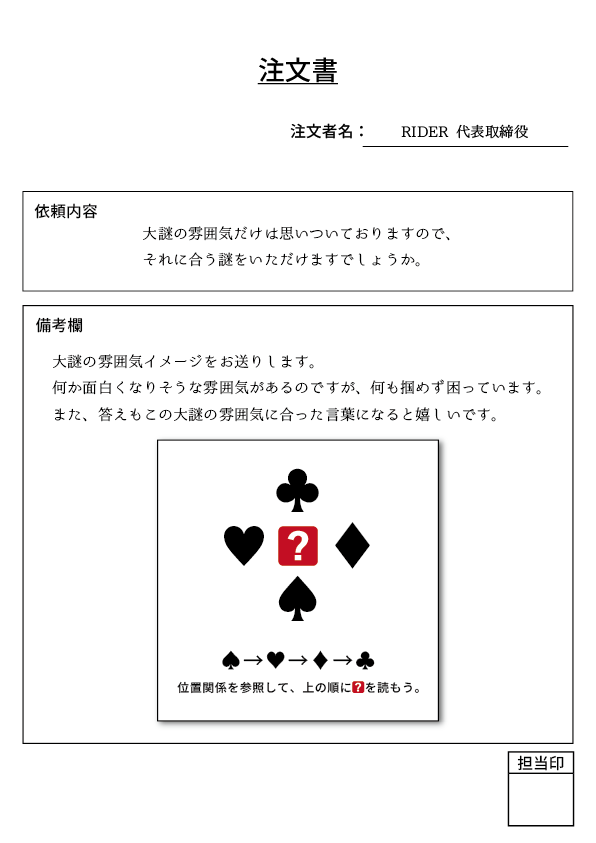 注文書
注文者名：　RIDER 代表取締役
依頼内容
大謎の雰囲気だけは思いついておりますので、
それに合う謎をいただけますでしょうか。
備考欄
大謎の雰囲気イメージをお送りします。
何か面白くなりそうな雰囲気があるのですが、何も掴めず困っています。
また、答えもこの大謎の雰囲気に合った言葉になると嬉しいです。
♣
♥ ? ♦
♠
♠→♥→♦→♣
位置関係を参照して、上の順に?を読もう。
担当印